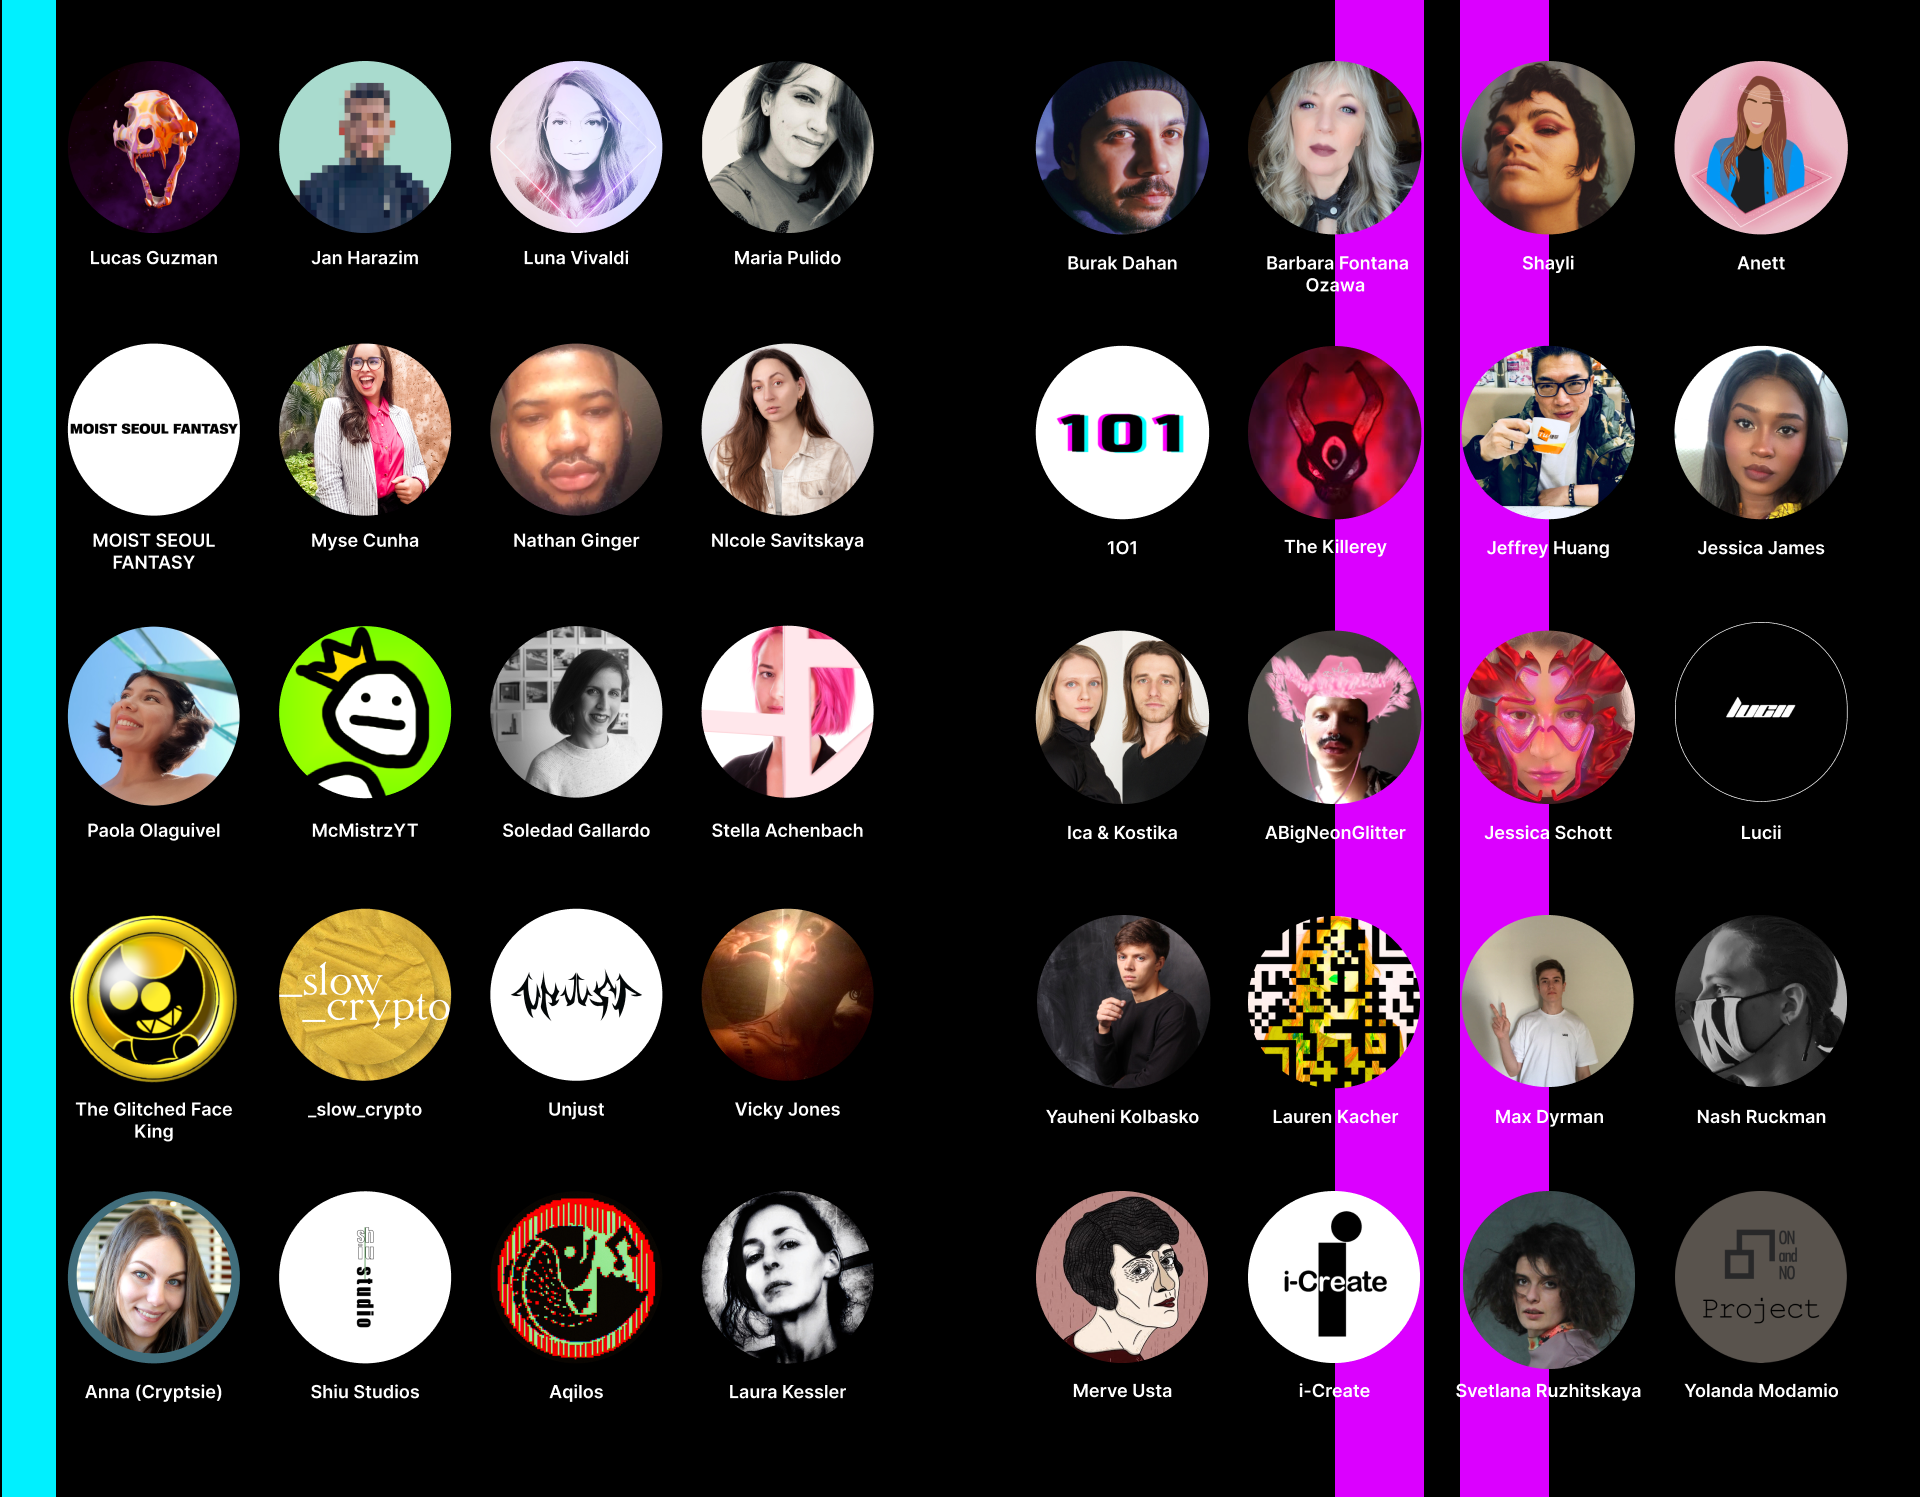 Lucas Guzman
Jan Harazim
Luna Vivaldi
Maria Pulido
Burak Dahan
Barbara Fontana
Ozawa
Shayli
Anett
MOIST SEOUL FANTASY
MOIST SEOUL
FANTASY
Myse Cunha
Nathan Ginger
NIcole Savitskaya
101
1O1
The Killerey
Jeffrey Huang
Jessica James
Paola Olaguivel
McMistrzYT
Soledad Gallardo
Stella Achenbach
Ica & Kostika
ABigNeonGlitter
Jessica Schott
lucii
Lucii
The Glitched Face
King
_slow
_crypto
_slow_crypto
Unjust
Unjust
Vicky Jones
Yauheni Kolbasko
Lauren Kacher
Max Dyrman
Nash Ruckman
Anna (Cryptsie)
sh
iu
studio
Shiu Studios
Aqilos
Laura Kessler
Merve Usta
i-Create
i-Create
Svetlana Ruzhitskaya
ON
and
NO
Project
Yolanda Modamio